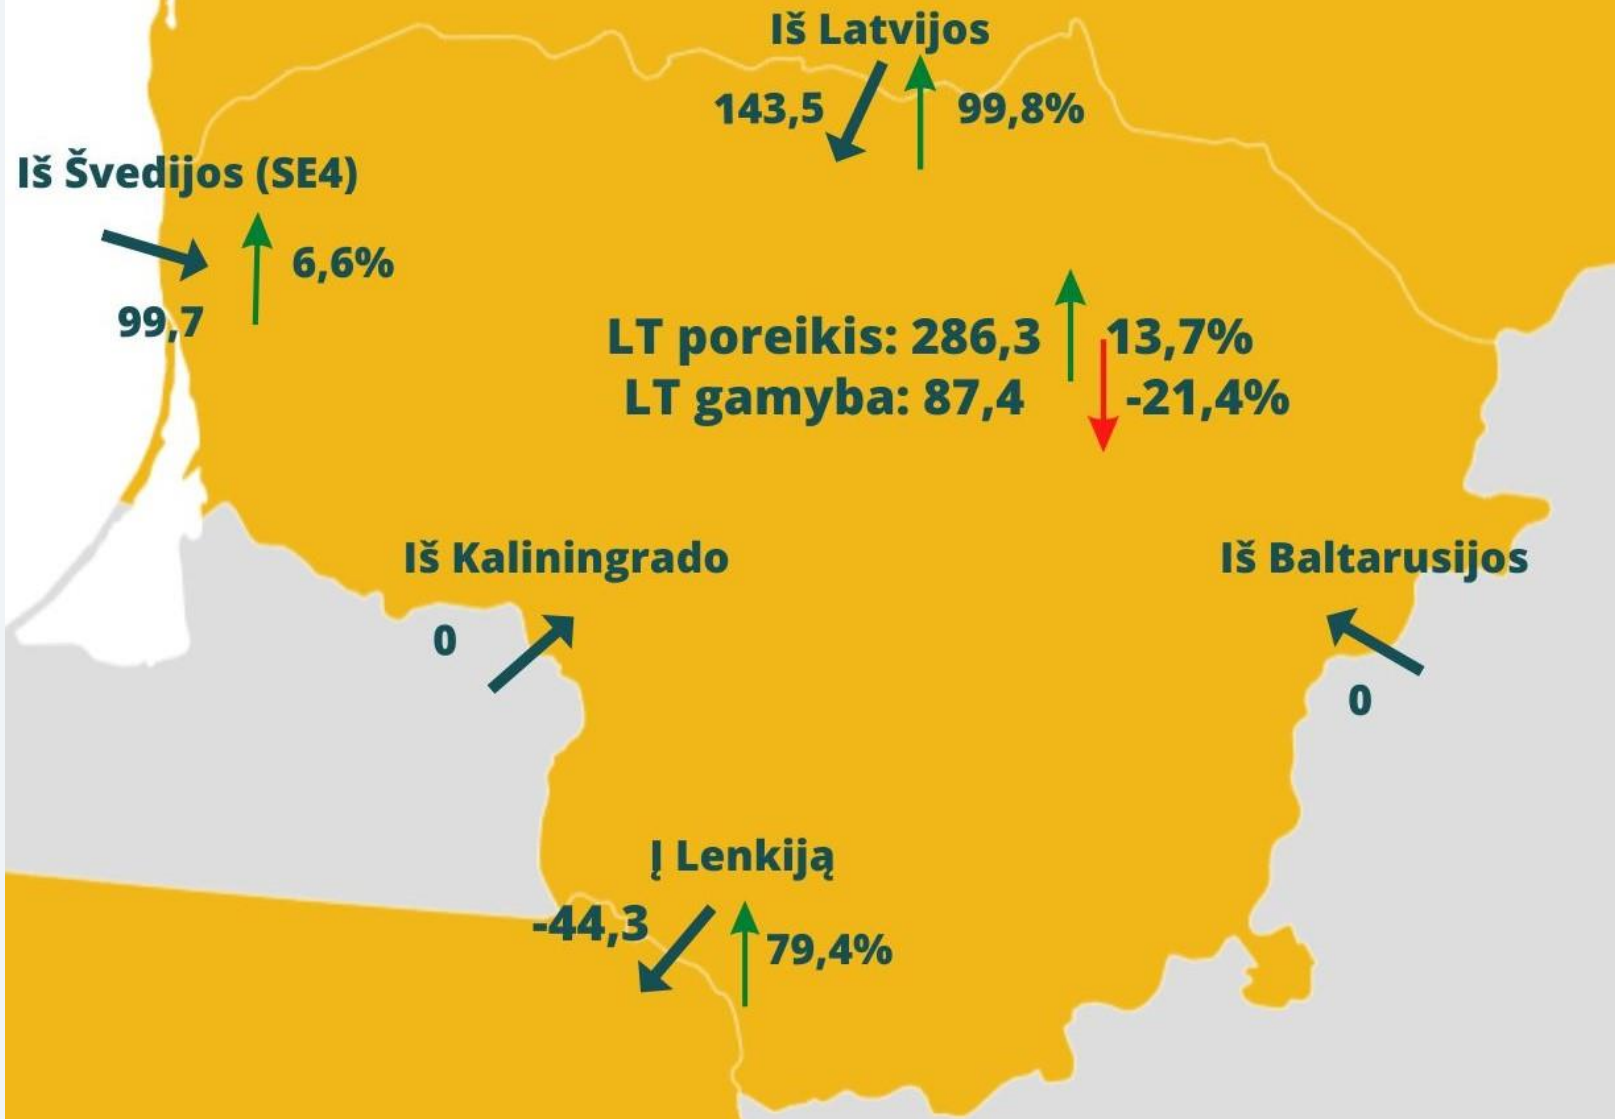 Iš Latvijos
143,5 99,8%
Iš Švedijos (SE4)
6,6%
99,7
LT poreikis: 286,3 13,7%
LT gamyba: 87,4 -21,4%
Iš Kaliningrado
0
Iš Baltarusijos
0
Į Lenkiją
-44,3
79,4%